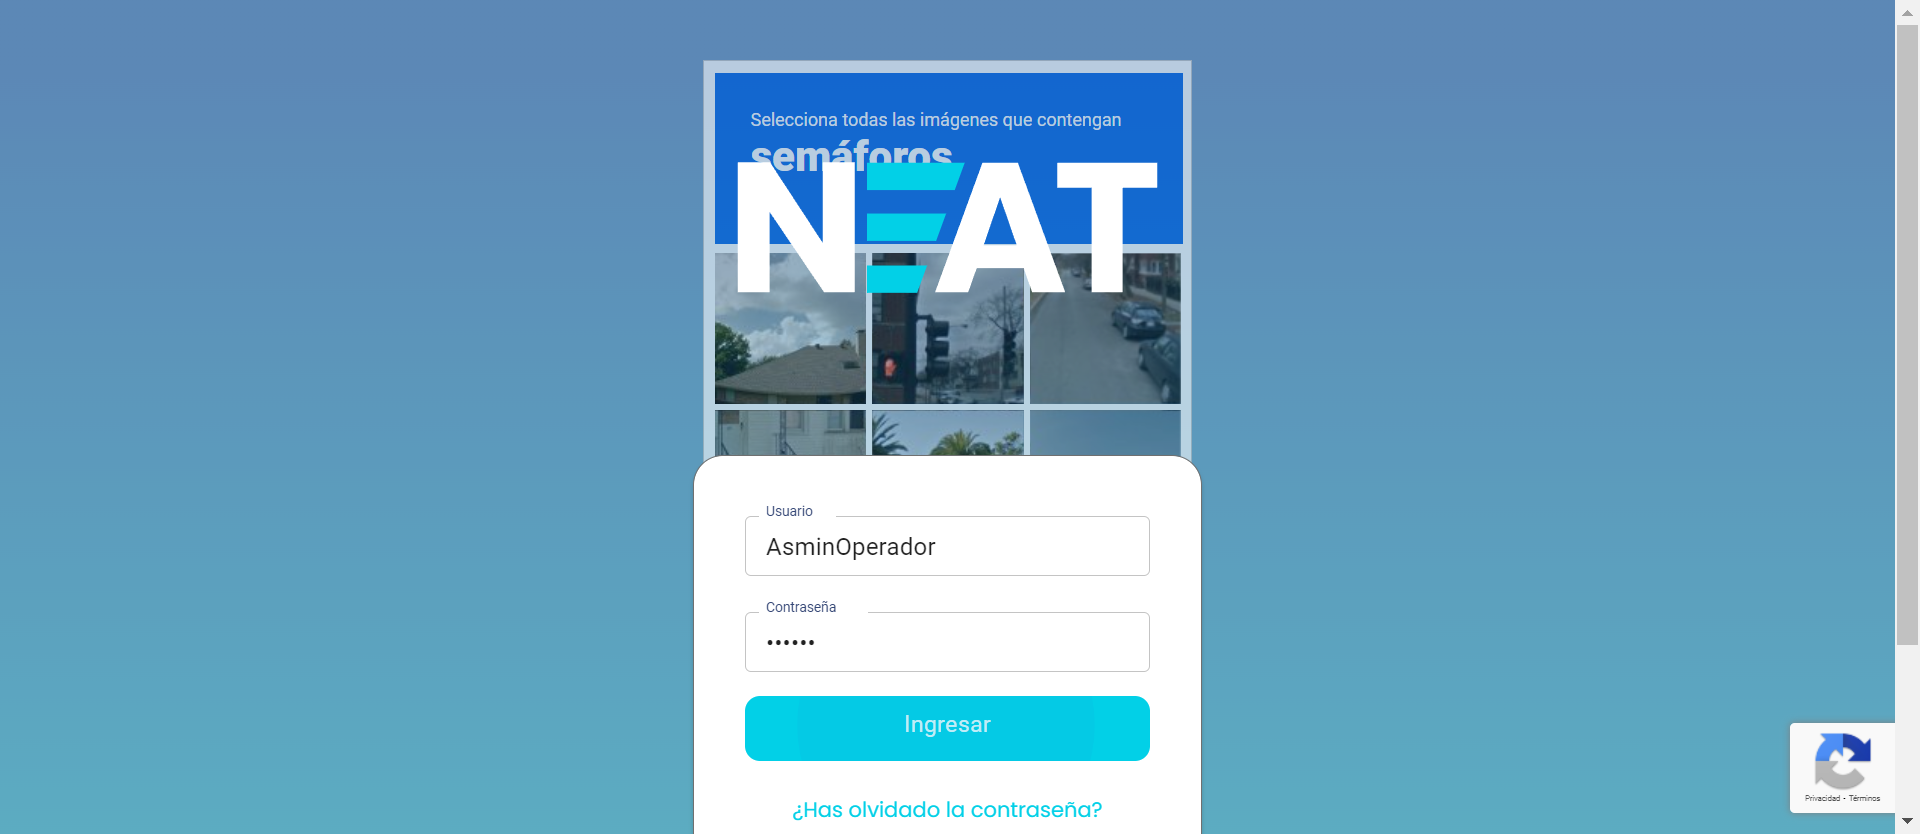 Selecciona todas las imágenes que contengan
semáforos
NEAT
Usuario
AsminOperador
Contraseña
••••••
Ingresar
¿Has olvidado la contraseña?
Privacidad - Términos